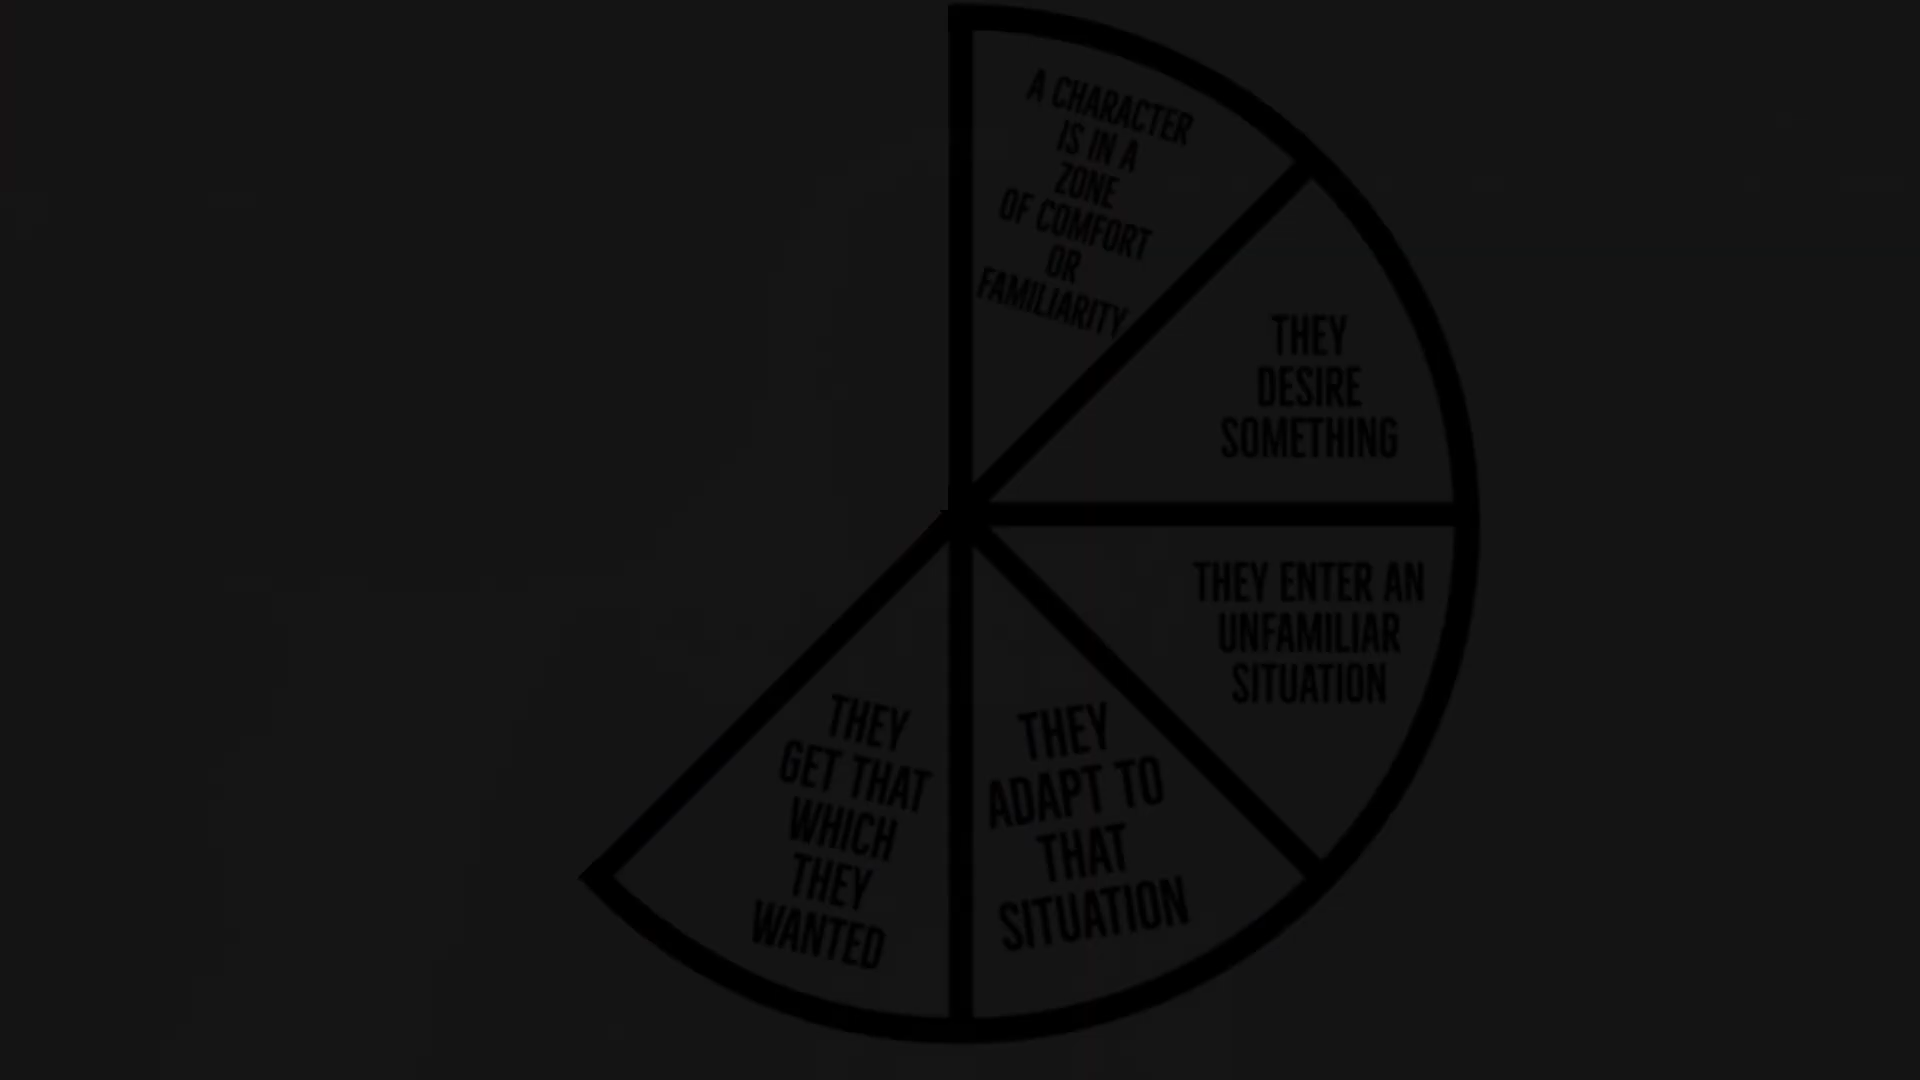 A CHARACTER
IS IN A
ZONE
OF COMFORT
OR
FAMILIARITY
THEY
DESIRE
SOMETHING
THEY ENTER AN
UNFAMILIAR
SITUATION
THEY
ADAPT TO
THAT
SITUATION
THEY
GET THAT
WHICH
THEY
WANTED